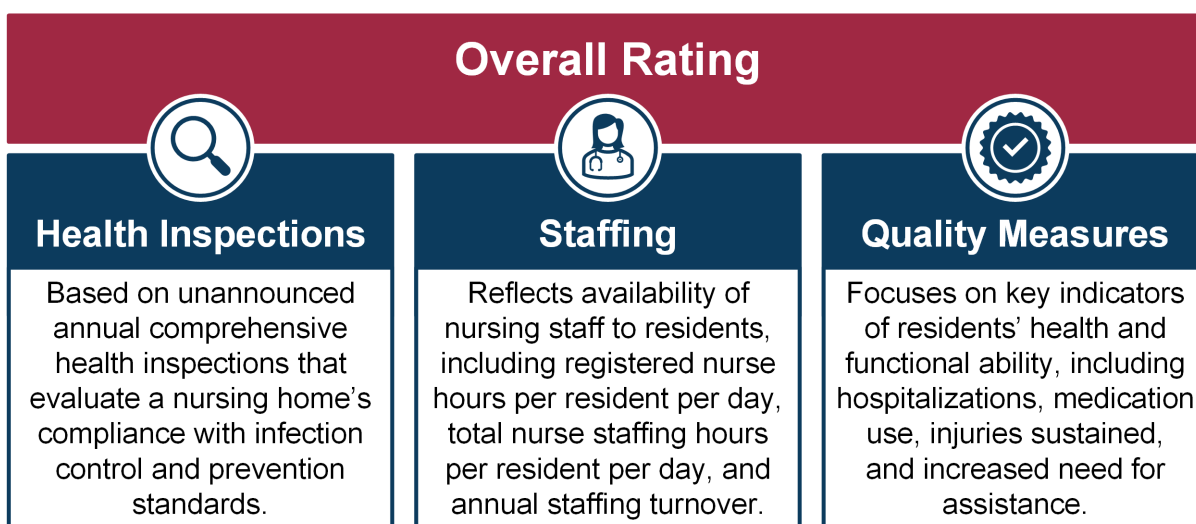 Overall Rating
Health Inspections
Based on unannounced
annual comprehensive
health inspections that
evaluate a nursing home’s
compliance with infection
control and prevention
standards.
Staffing
Reflects availability of
nursing staff to residents,
including registered nurse
hours per resident per day,
total nurse staffing hours
per resident per day, and
annual staffing turnover.
Quality Measures
Focuses on key indicators
of residents’ health and
functional ability, including
hospitalizations, medication
use, injuries sustained,
and increased need for
assistance.